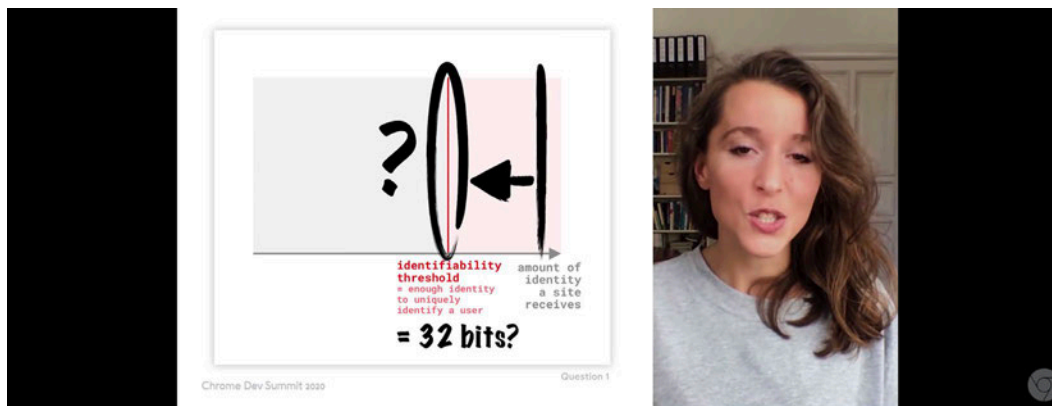 ?
identifiability
threshold
= enough identity
to uniquely
identify a user
amount of
identity
a site
receives
= 32 bits?
Question 1
Chrome Dev Summit 2020